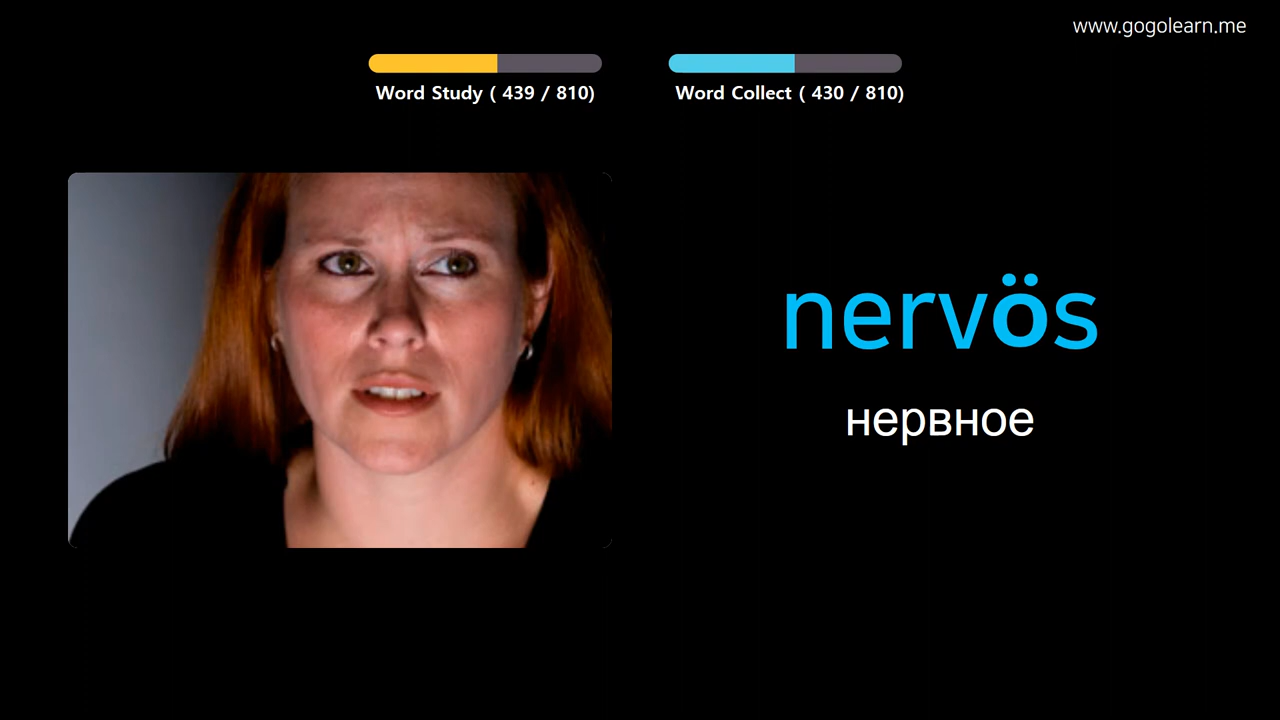 www.gogolearn.me
Word Study ( 439 / 810)
Word Collect ( 430 / 810)
nervös
нервное